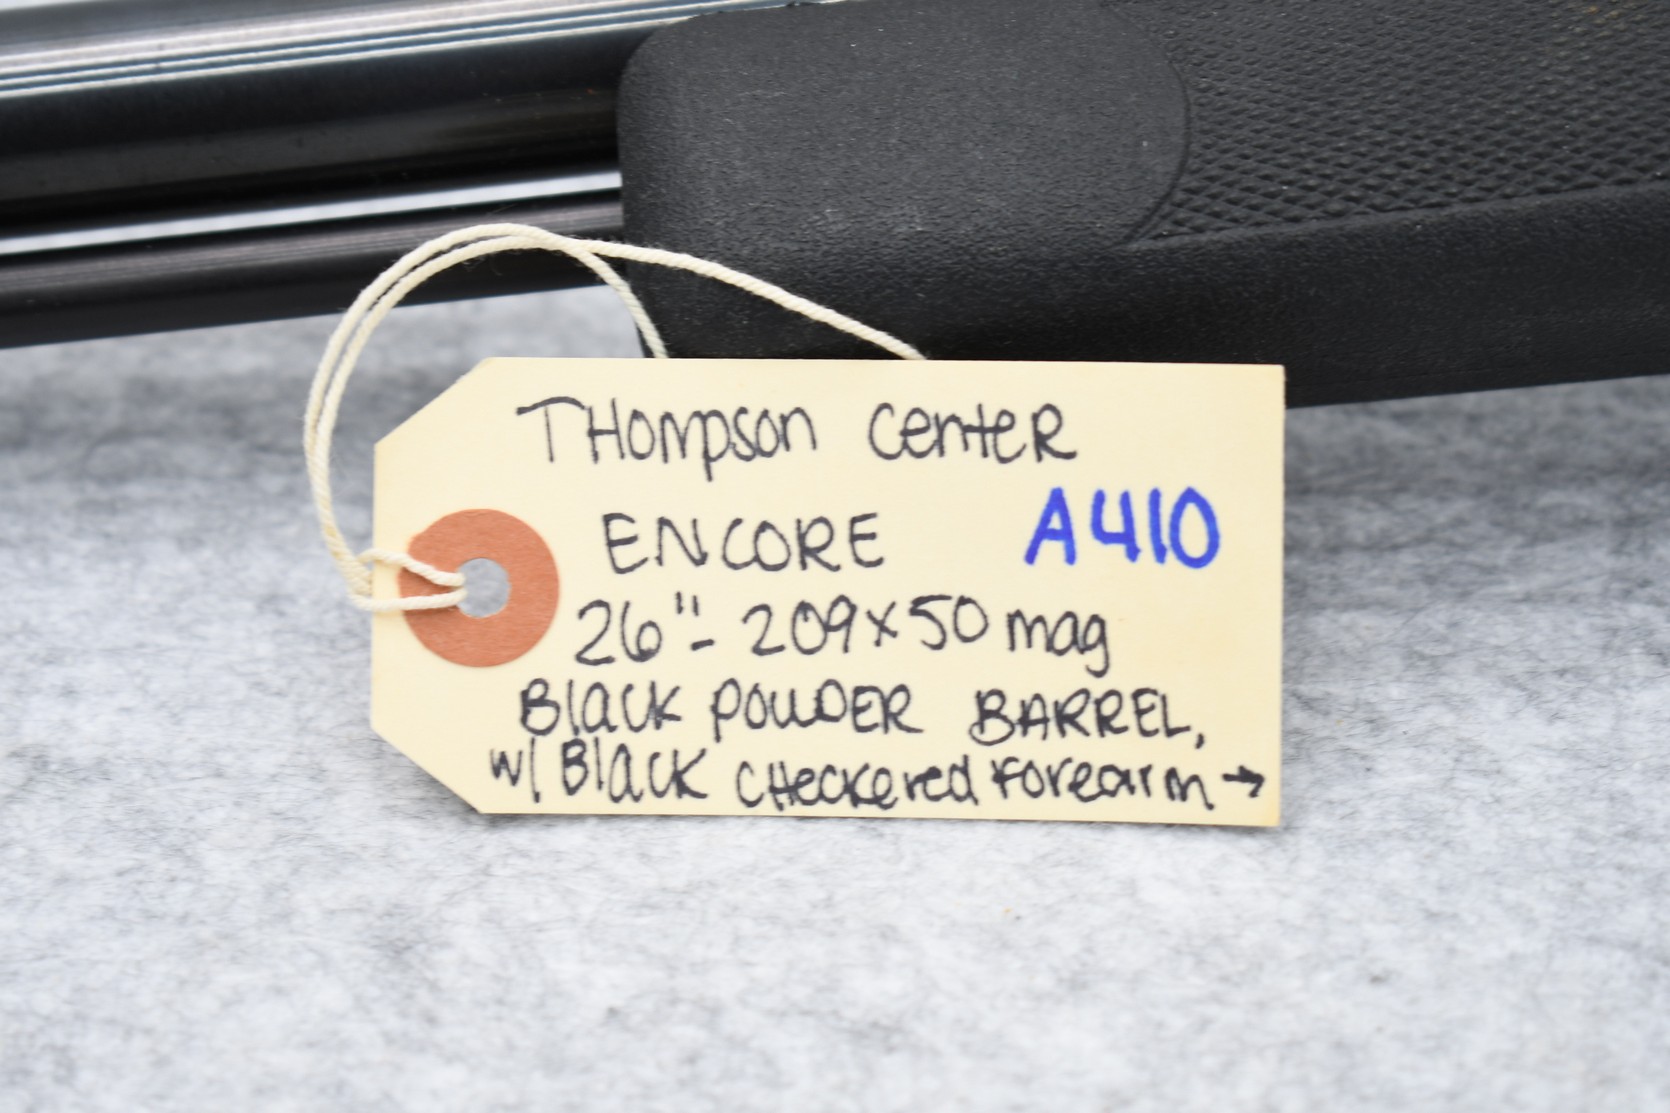 THompson Center
ENCORE A410
26"- 209x50 mag
Black POWDER BARREL,
w/ Black CHeckered Forearm →